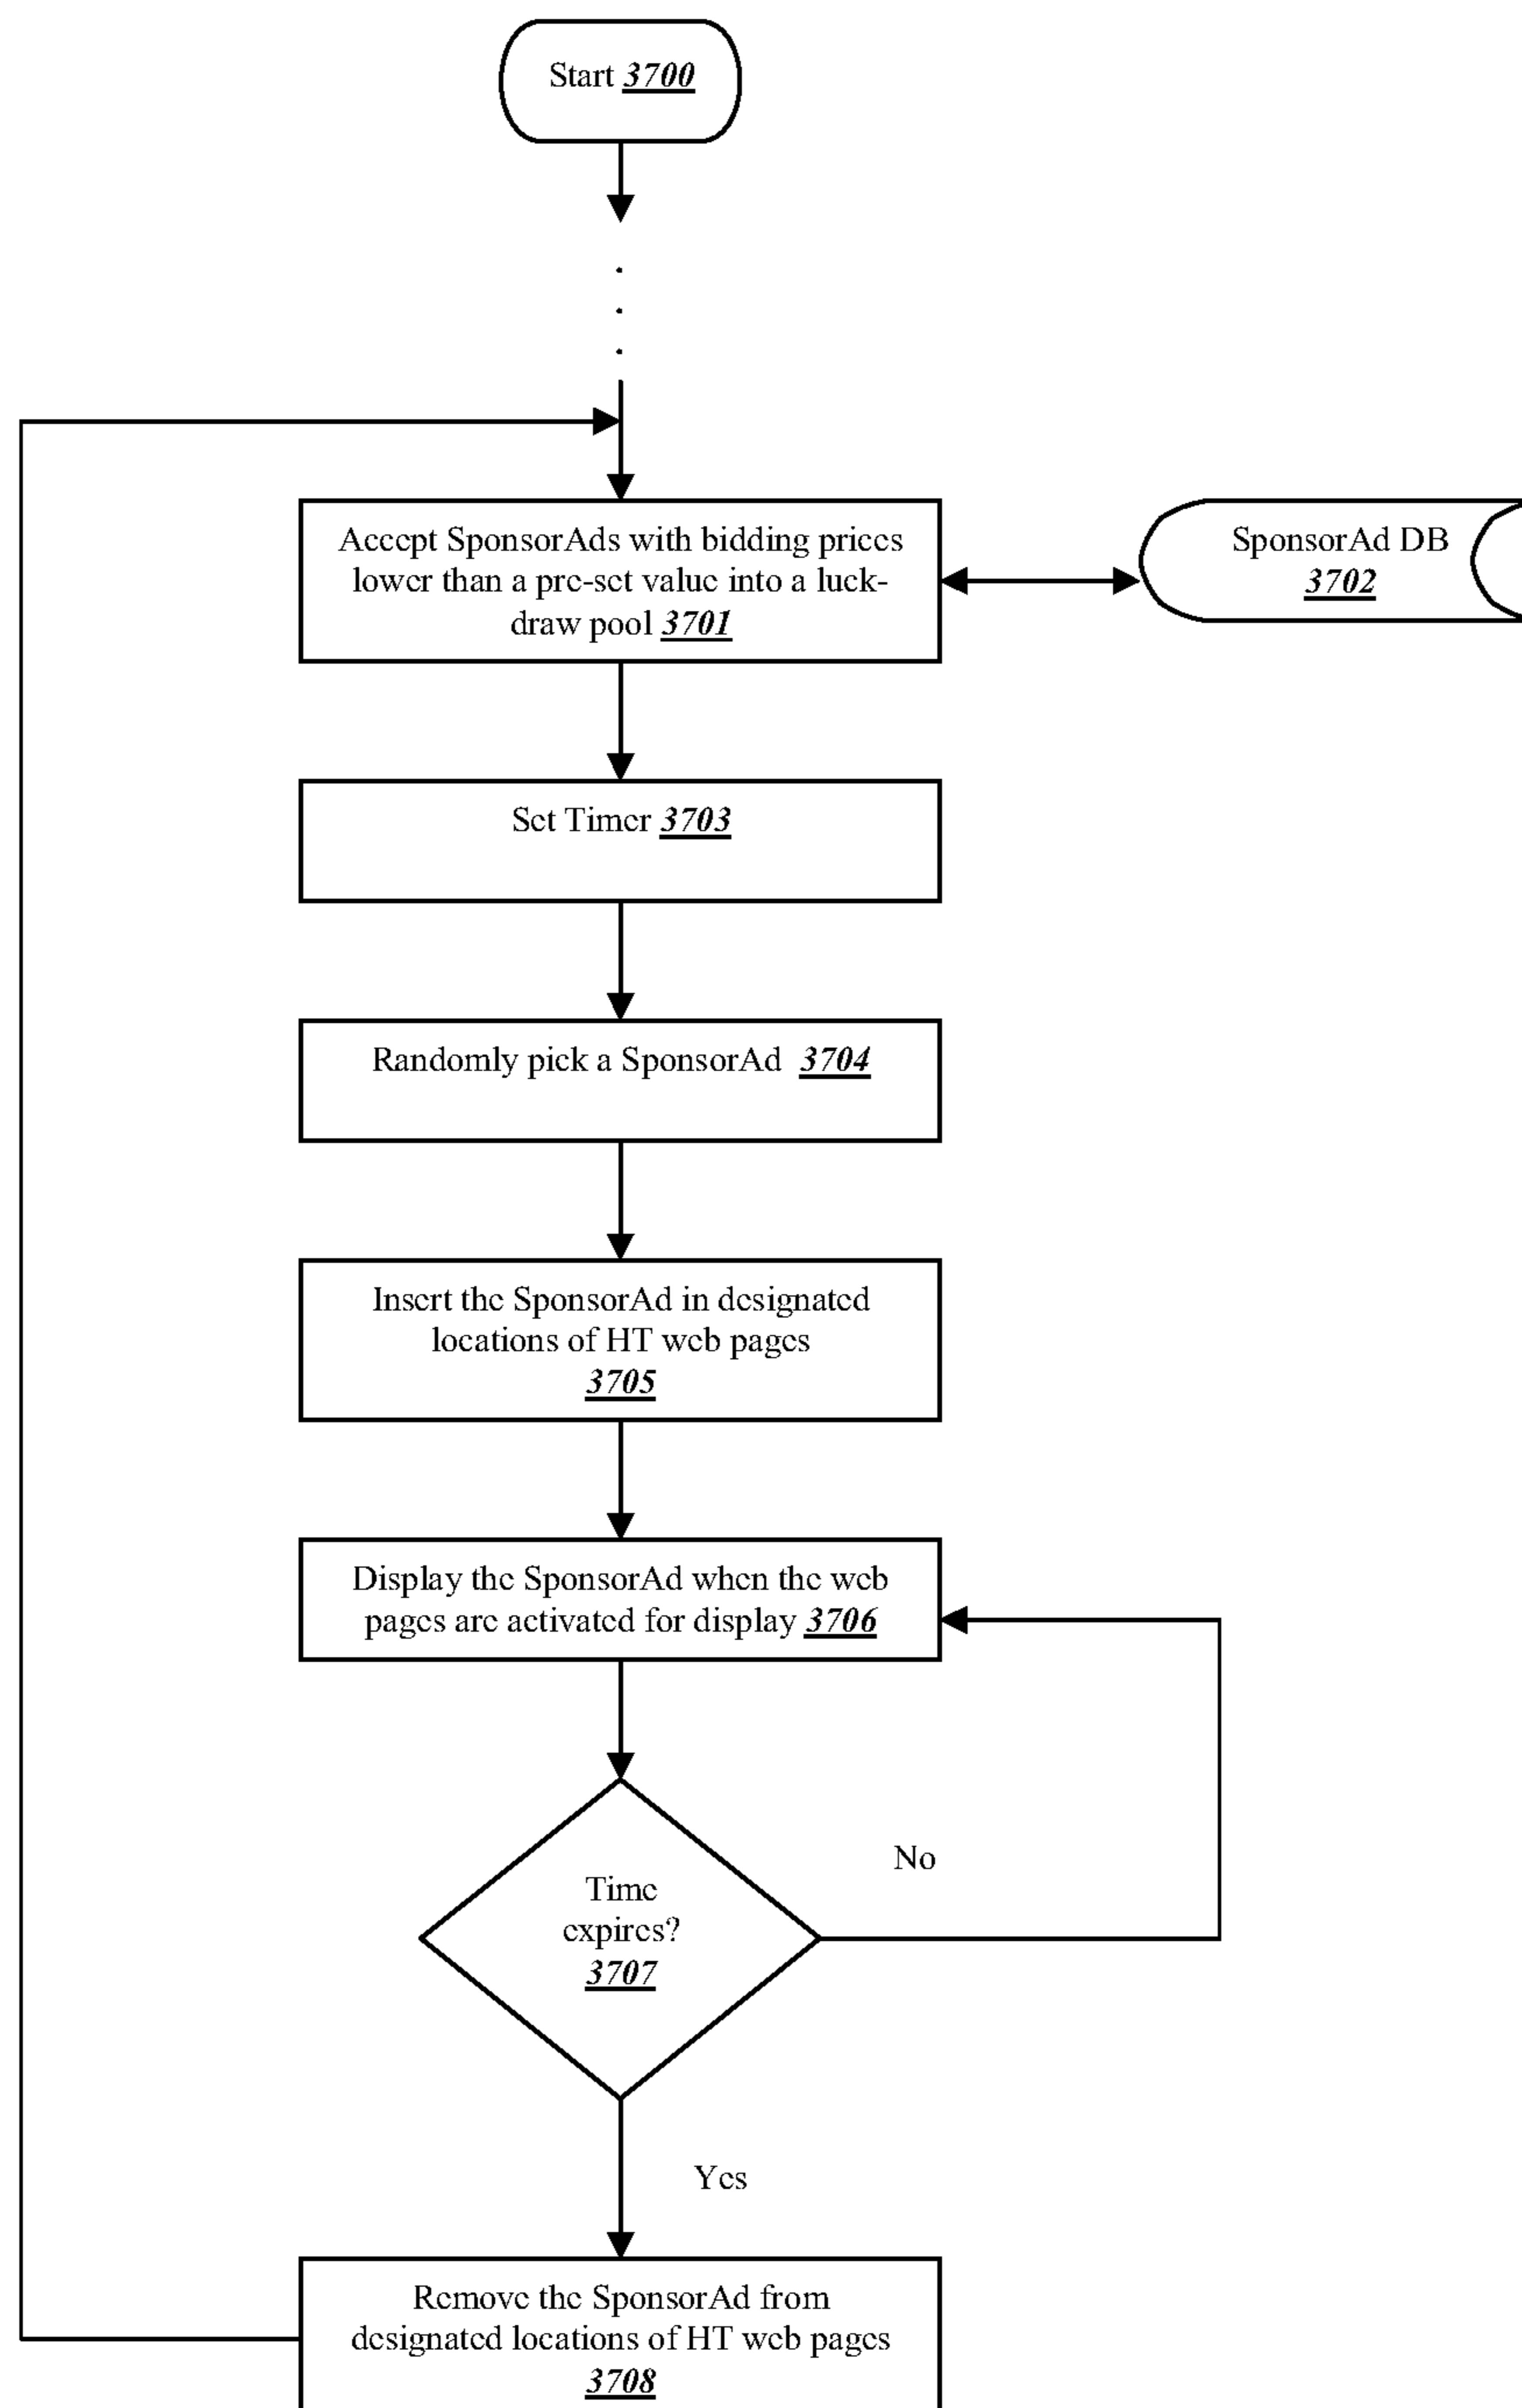 Start 3700
Accept SponsorAds with bidding prices
lower than a pre-set value into a luck-
draw pool 3701
SponsorAd DB
3702
Set Timer 3703
Randomly pick a SponsorAd 3704
Insert the SponsorAd in designated
locations of HT web pages
3705
Display the SponsorAd when the web
pages are activated for display 3706
No
Time
expires?
3707
Yes
Remove the SponsorAd from
designated locations of HT web pages
3708